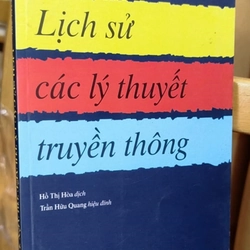 Lịch sử
các lý thuyết
truyền thông
Hồ Thị Hòa dịch
Trần Hữu Quang hiệu đính